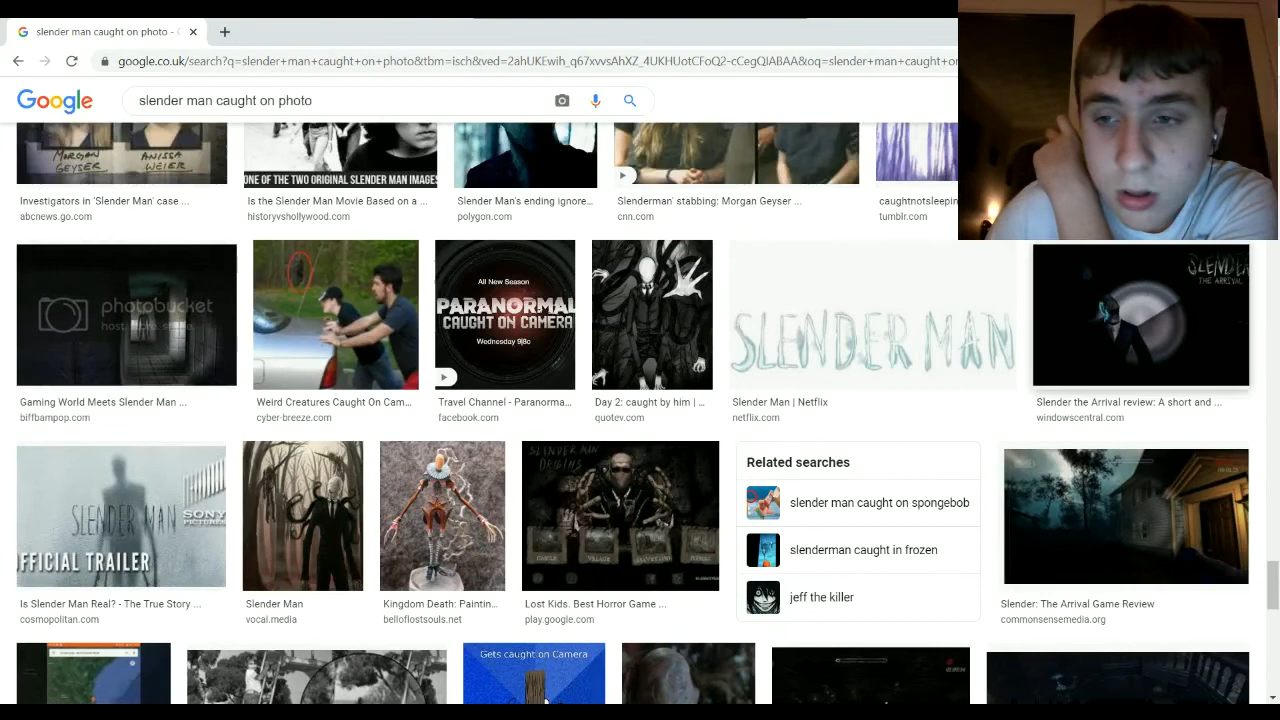 slender man caught on photo - (
google.co.uk/search?q=slender+man+caught+on+photo&tbm=isch&ved=2ahUKEwih_q67xvvsAhXZ_4UKHUotCFoQ2-cCegQIABAA&oq=slender+man+caught+on
Google
slender man caught on photo
MORGAN GEYSER
ANISSA WEIER
ONE OF THE TWO ORIGINAL SLENDER MAN IMAGES
Investigators in 'Slender Man' case ...
abcnews.go.com
Is the Slender Man Movie Based on a ...
historyvshollywood.com
Slender Man's ending ignore...
polygon.com
Slenderman' stabbing: Morgan Geyser ...
cnn.com
caughtnotsleepin
tumblr.com
photobucket
All New Season
PARANORMAL
CAUGHT ON CAMERA
Wednesday 9|8c
SLENDER MAN
SLENDER
THE ARRIVAL
Gaming World Meets Slender Man ...
biffbampop.com
Weird Creatures Caught On Cam...
cyber-breeze.com
Travel Channel - Paranorma...
facebook.com
Day 2: caught by him | ...
quotev.com
Slender Man | Netflix
netflix.com
Slender the Arrival review: A short and ...
windowscentral.com
SLENDER MAN
SONY
PICTURES
OFFICIAL TRAILER
SLENDERMAN
ORIGINS
Is Slender Man Real? - The True Story ...
cosmopolitan.com
Slender Man
vocal.media
Kingdom Death: Paintin...
belloflostsouls.net
Lost Kids. Best Horror Game ...
play.google.com
Related searches
slender man caught on spongebob
slenderman caught in frozen
jeff the killer
Slender: The Arrival Game Review
commonsensemedia.org
Gets caught on Camera